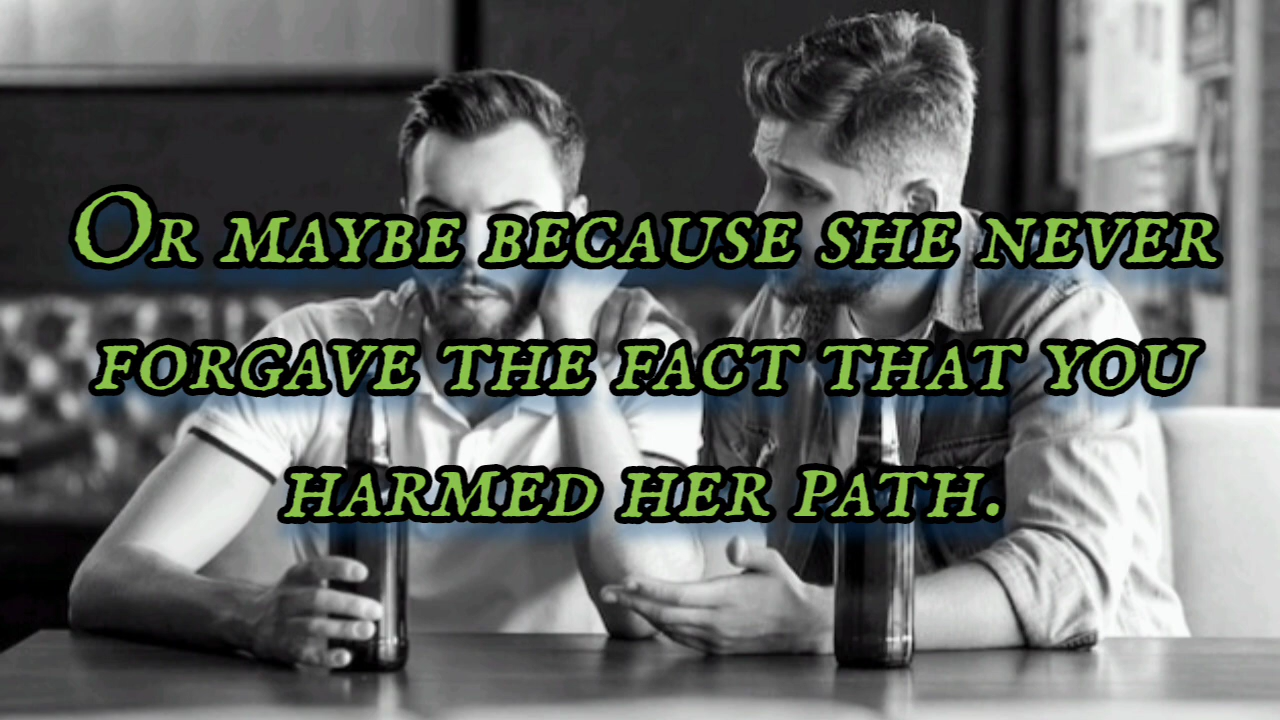 Or maybe because she never
forgave the fact that you
harmed her path.